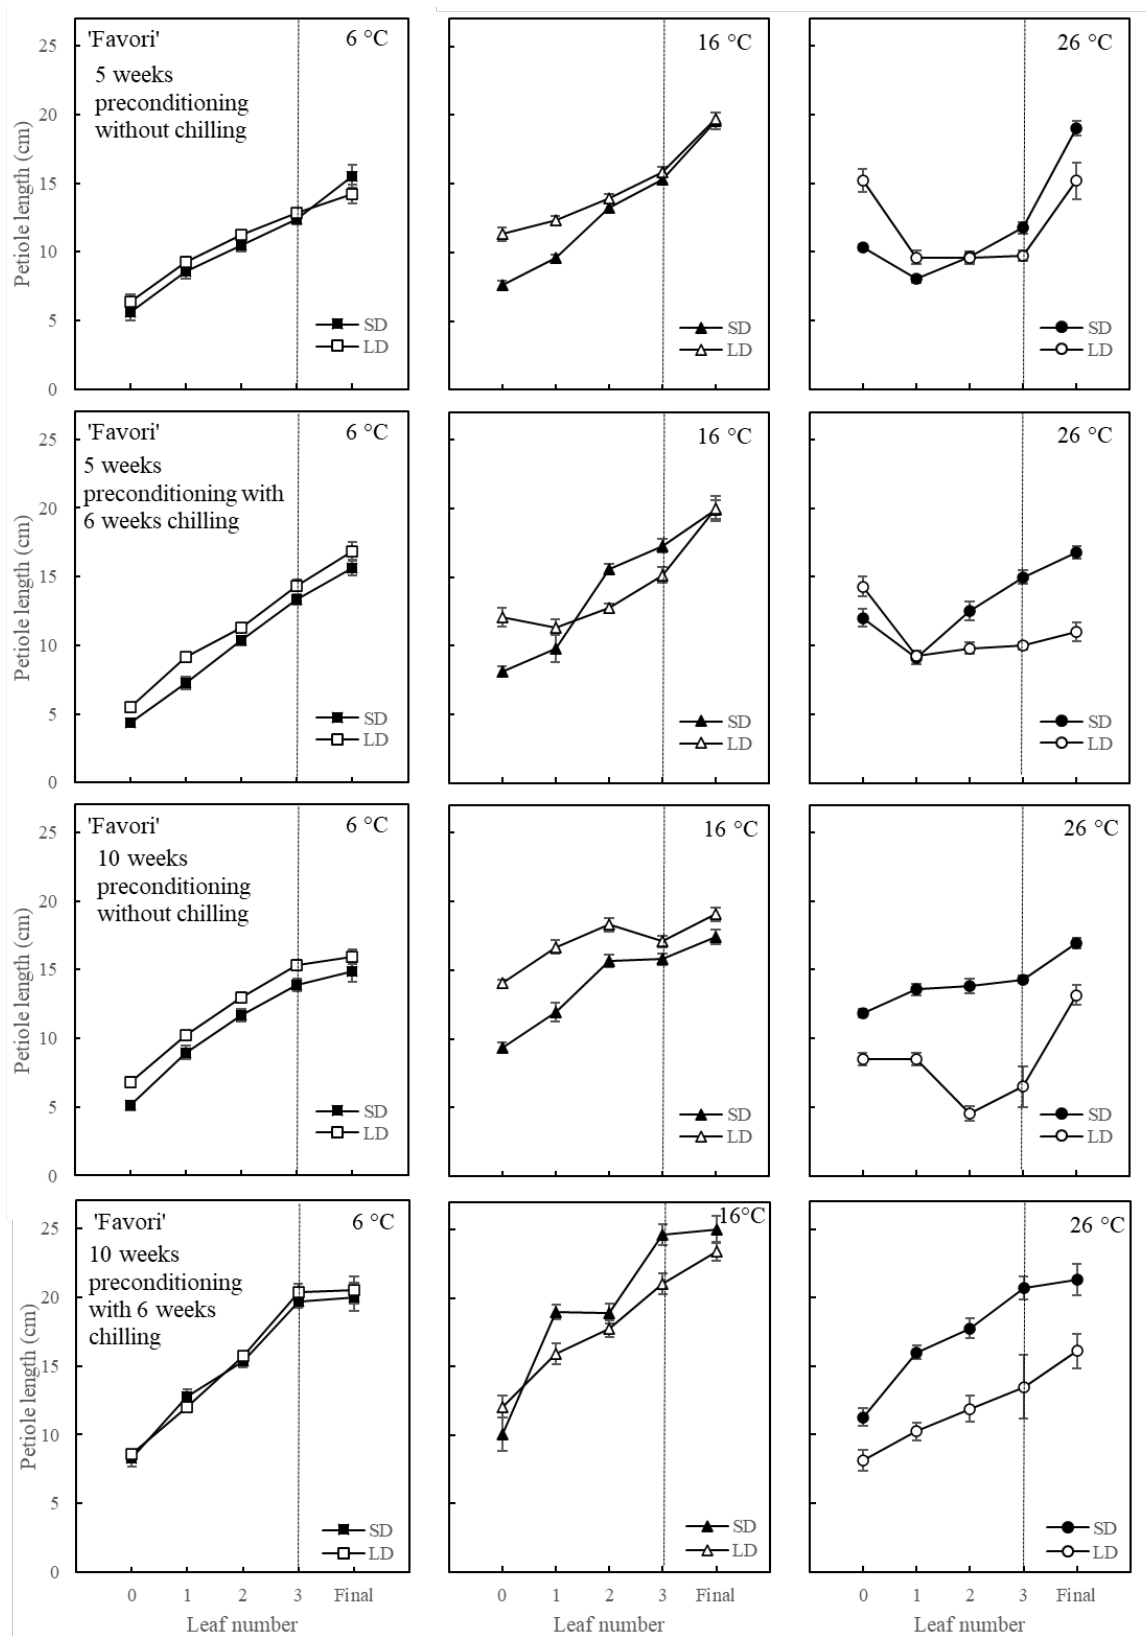 'Favori'
6 °C
16 °C
26 °C
5 weeks
preconditioning
without chilling
Petiole length (cm)
25
20
15
10
5
0
SD
LD
SD
LD
SD
LD
'Favori'
6 °C
16 °C
26 °C
5 weeks
preconditioning with
6 weeks chilling
Petiole length (cm)
25
20
15
10
5
0
SD
LD
SD
LD
SD
LD
'Favori'
6 °C
16 °C
26 °C
10 weeks
preconditioning
without chilling
Petiole length (cm)
25
20
15
10
5
0
SD
LD
SD
LD
SD
LD
'Favori'
6 °C
16°C
26 °C
10 weeks
preconditioning
with 6 weeks
chilling
Petiole length (cm)
25
20
15
10
5
0
SD
LD
SD
LD
SD
LD
0 1 2 3 Final
0 1 2 3 Final
0 1 2 3 Final
Leaf number
Leaf number
Leaf number